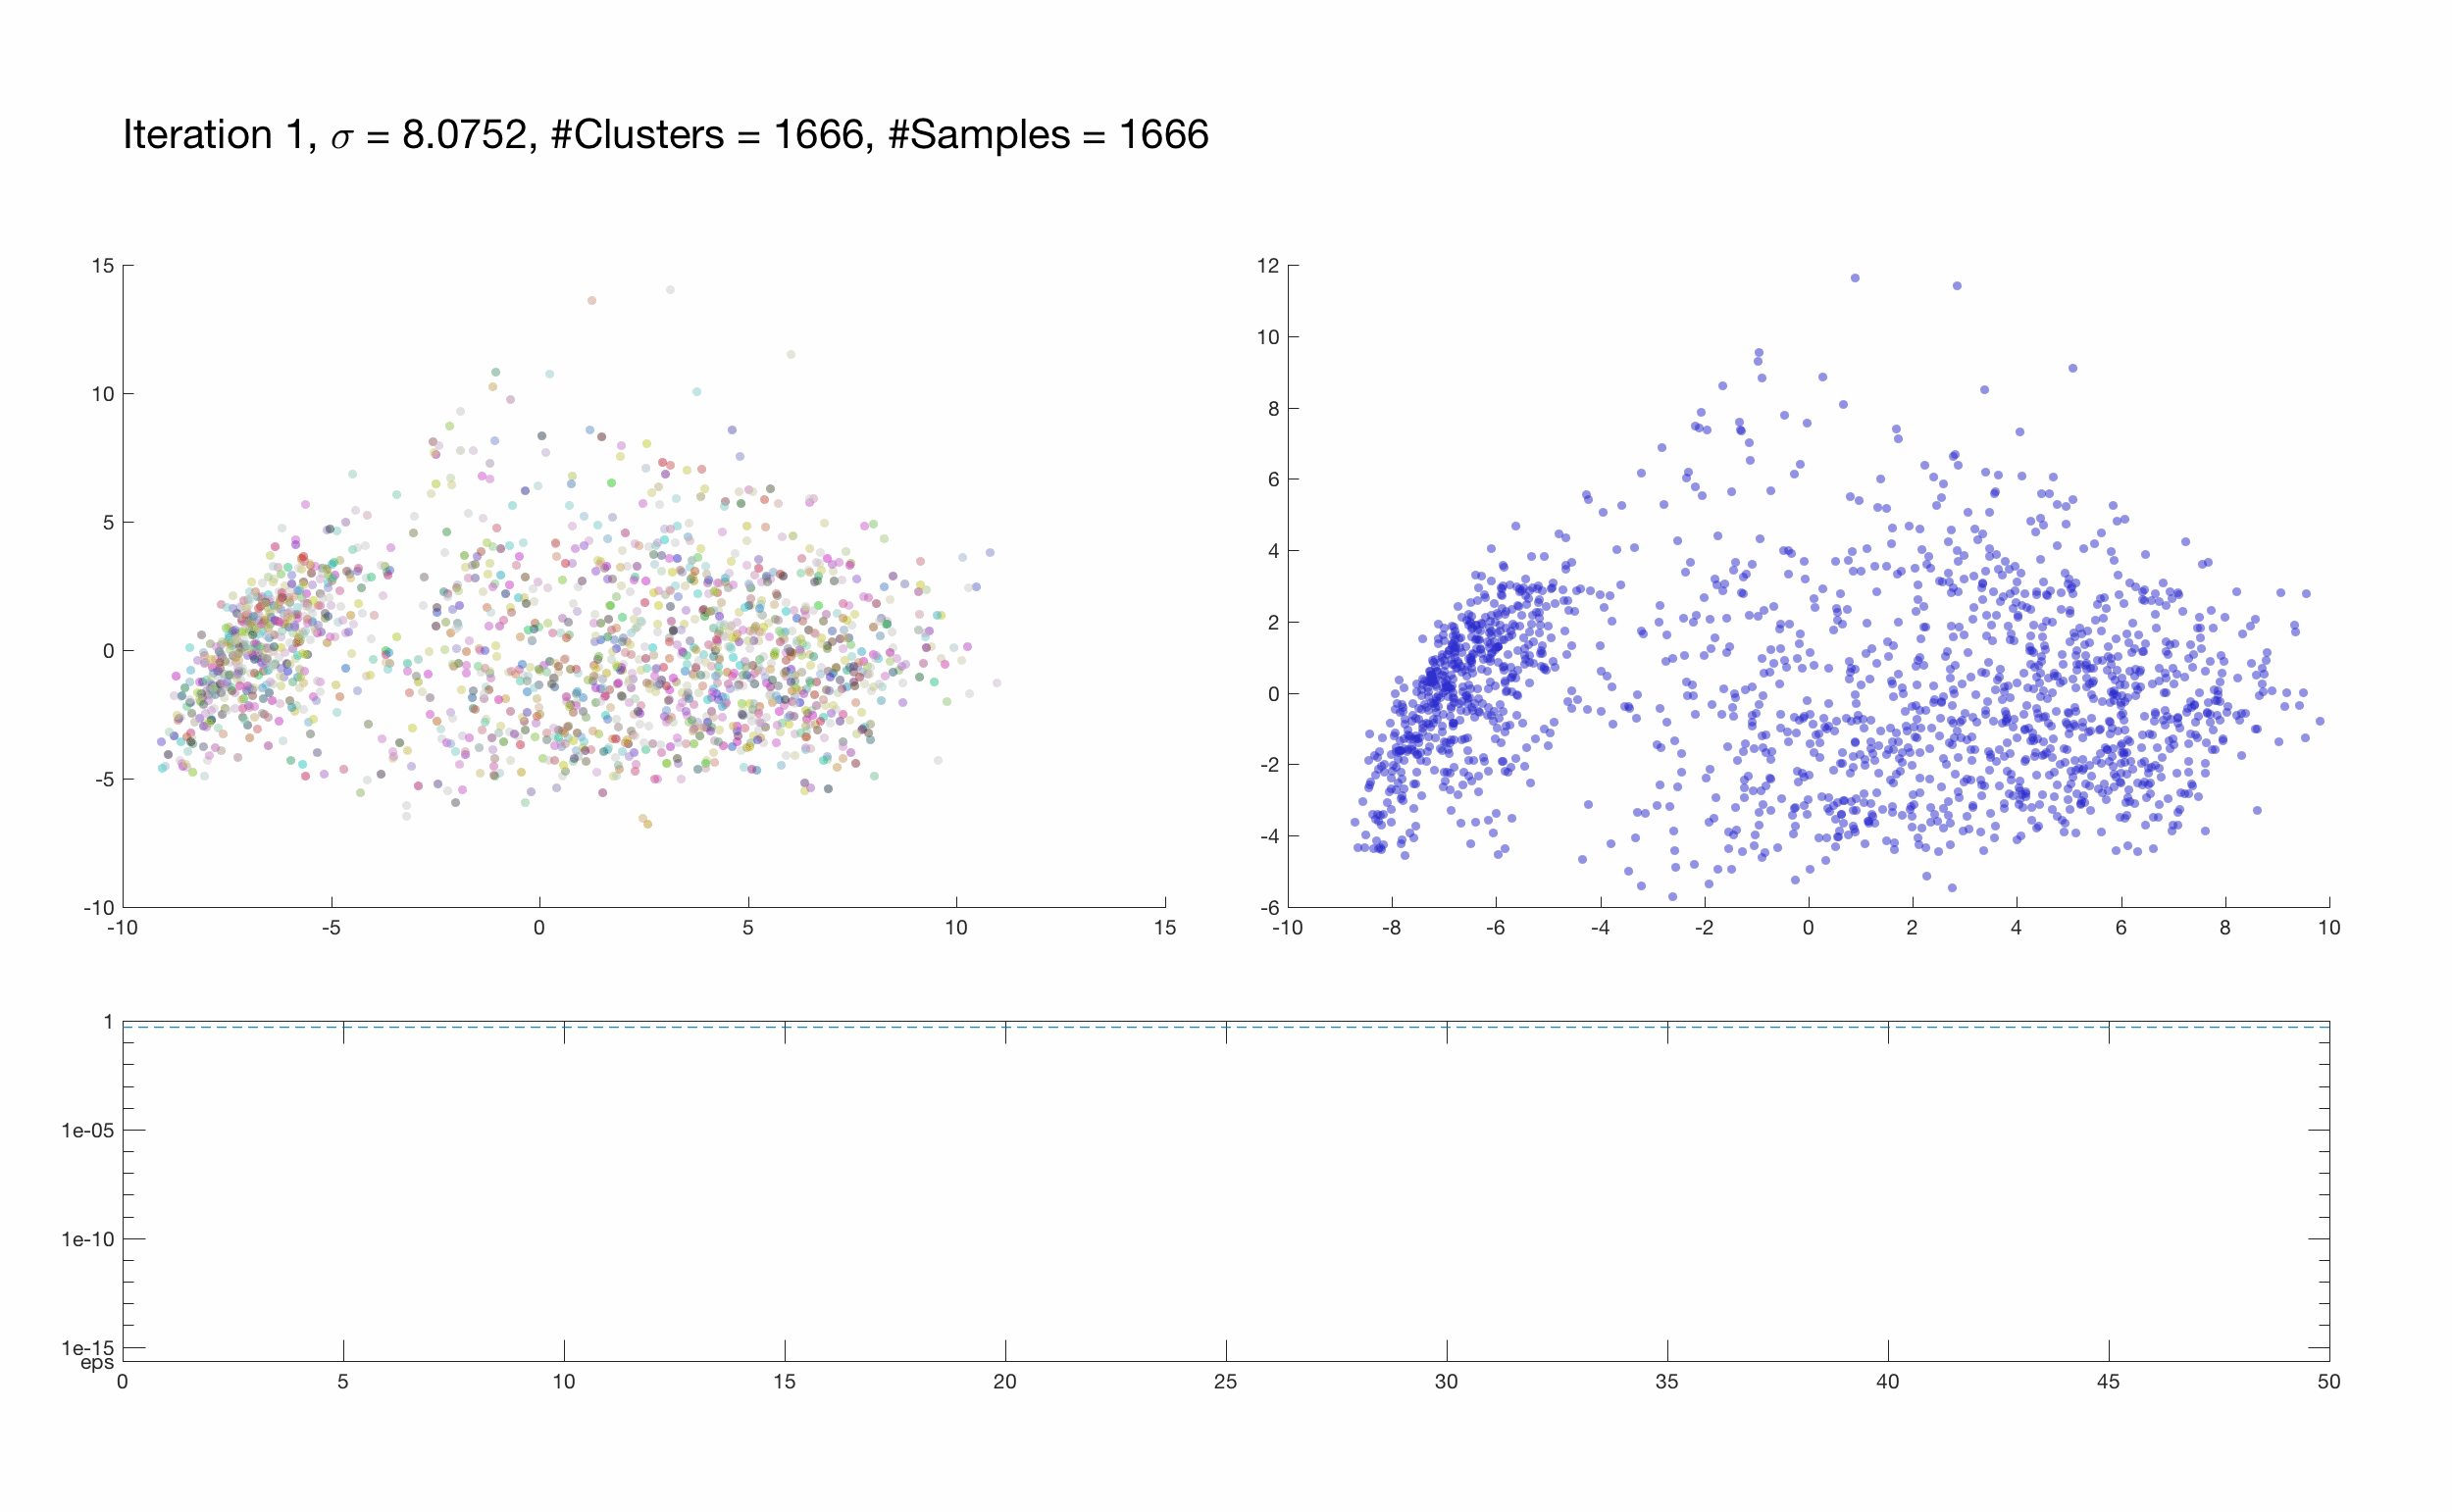 Iteration 1, σ = 8.0752, #Clusters = 1666, #Samples = 1666
15
10
5
0
-5
-10
-10 -5 0 5 10 15
12
10
8
6
4
2
0
-2
-4
-6
-10 -8 -6 -4 -2 0 2 4 6 8 10
1
1e-05
1e-10
1e-15
eps
0 5 10 15 20 25 30 35 40 45 50